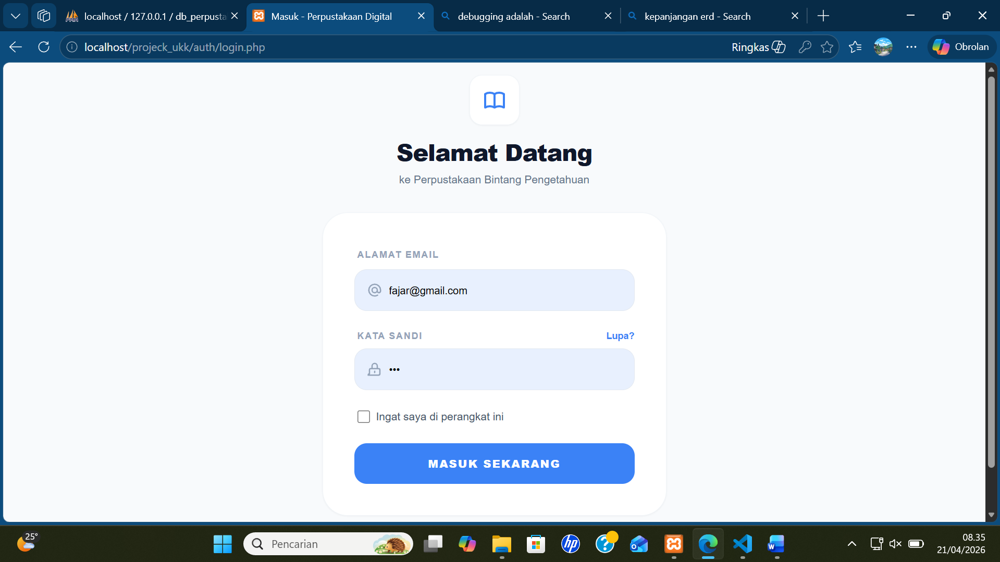 localhost / 127.0.0.1 / db_perpusta
Masuk - Perpustakaan Digital
debugging adalah - Search
kepanjangan erd - Search
localhost/projeck_ukk/auth/login.php
Ringkas
Obrolan
Selamat Datang
ke Perpustakaan Bintang Pengetahuan
ALAMAT EMAIL
fajar@gmail.com
KATA SANDI
Lupa?
•••
Ingat saya di perangkat ini
MASUK SEKARANG
25°
Pencarian
08.35
21/04/2026